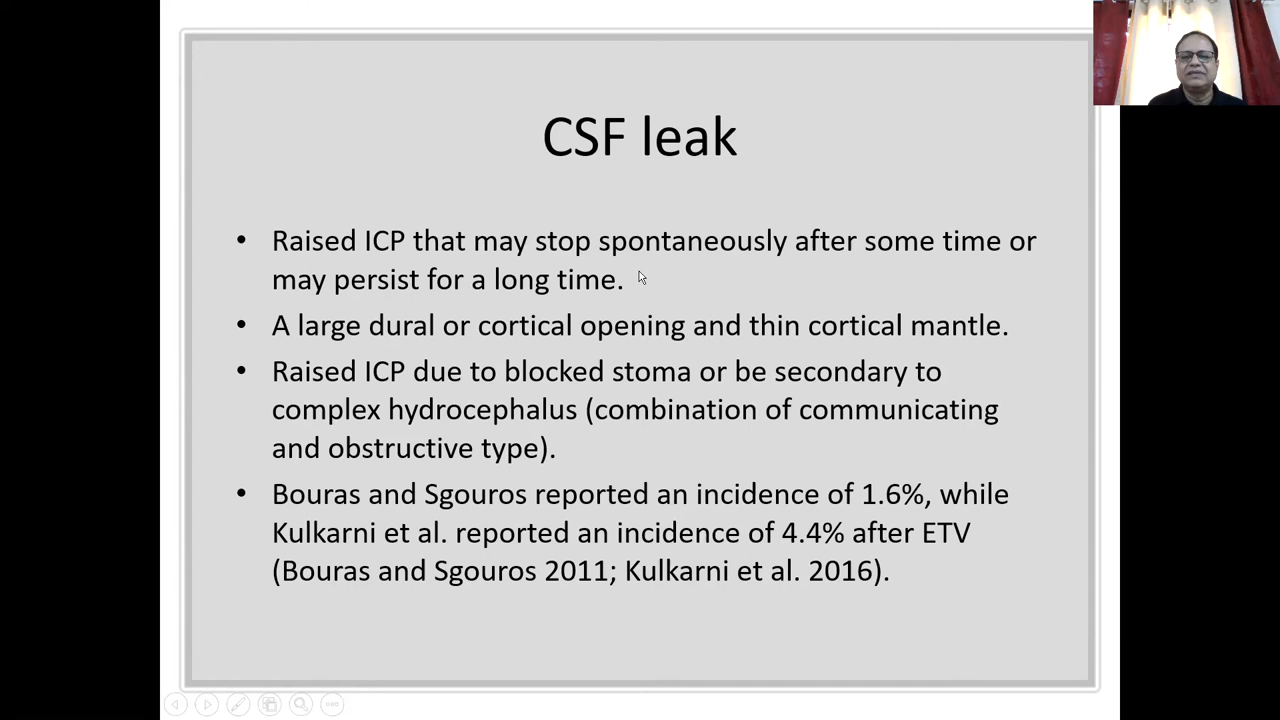 CSF leak
• Raised ICP that may stop spontaneously after some time or
may persist for a long time.
• A large dural or cortical opening and thin cortical mantle.
• Raised ICP due to blocked stoma or be secondary to
complex hydrocephalus (combination of communicating
and obstructive type).
• Bouras and Sgouros reported an incidence of 1.6%, while
Kulkarni et al. reported an incidence of 4.4% after ETV
(Bouras and Sgouros 2011; Kulkarni et al. 2016).